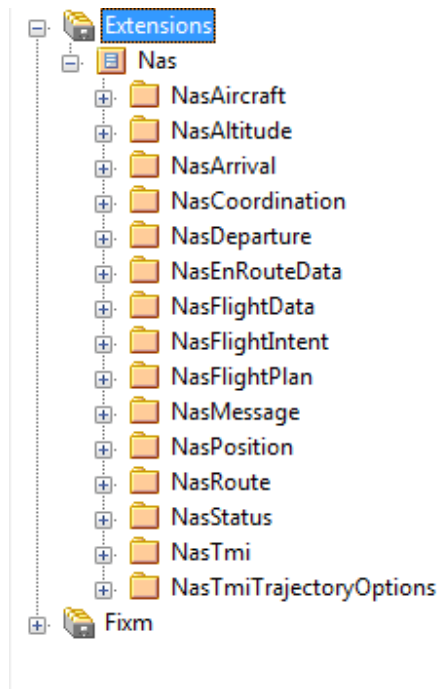 Extensions
Nas
NasAircraft
NasAltitude
NasArrival
NasCoordination
NasDeparture
NasEnRouteData
NasFlightData
NasFlightIntent
NasFlightPlan
NasMessage
NasPosition
NasRoute
NasStatus
NasTmi
NasTmiTrajectoryOptions
Fixm